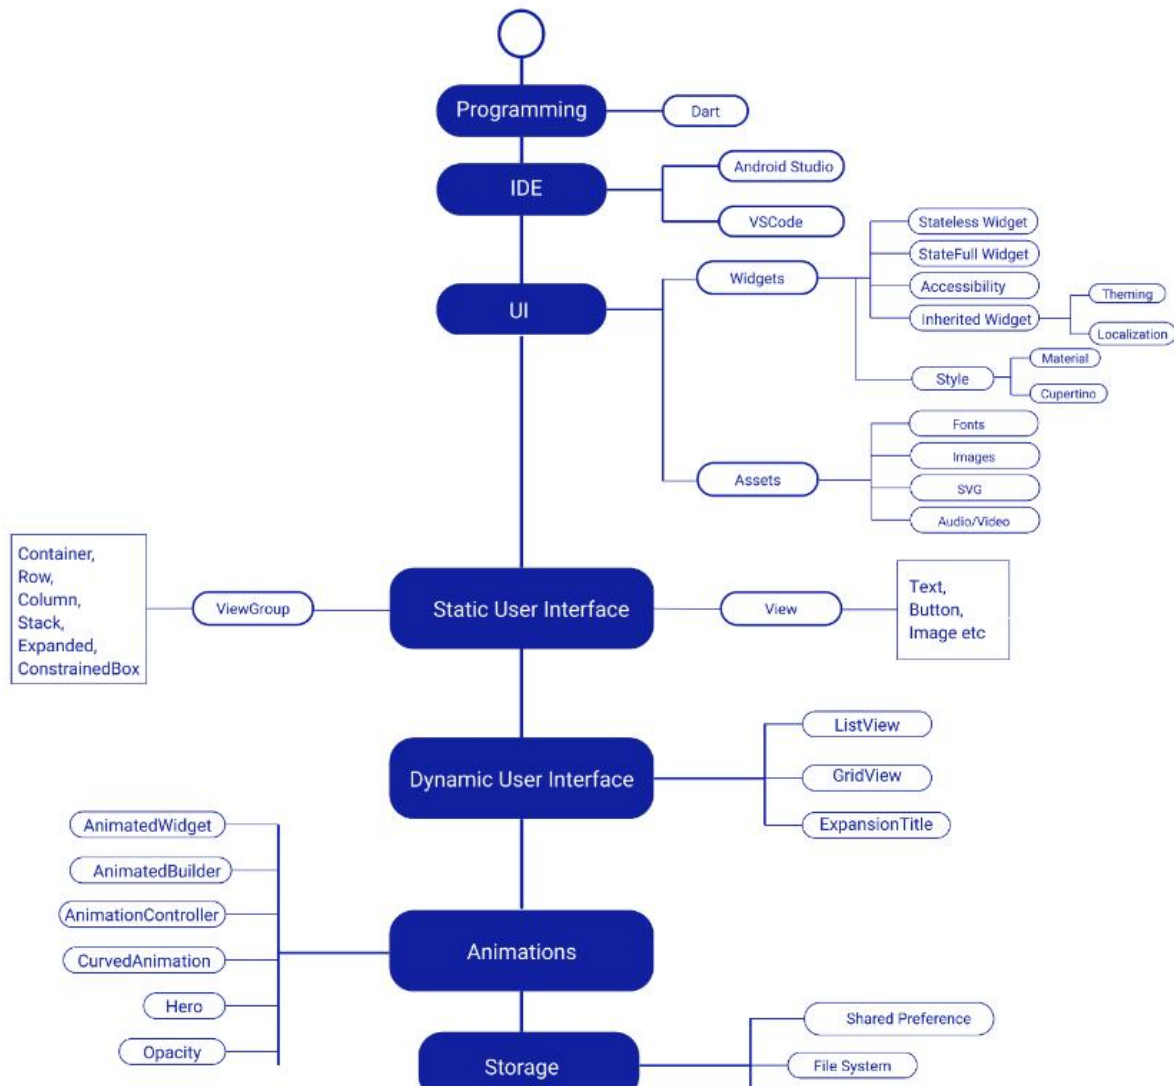 Programming
Dart
IDE
Android Studio
VSCode
UI
Widgets
Stateless Widget
StateFull Widget
Accessibility
Inherited Widget
Theming
Localization
Style
Material
Cupertino
Assets
Fonts
Images
SVG
Audio/Video
Static User Interface
ViewGroup
Container,
Row,
Column,
Stack,
Expanded,
ConstrainedBox
View
Text,
Button,
Image etc
Dynamic User Interface
ListView
GridView
ExpansionTitle
Animations
AnimatedWidget
AnimatedBuilder
AnimationController
CurvedAnimation
Hero
Opacity
Storage
Shared Preference
File System